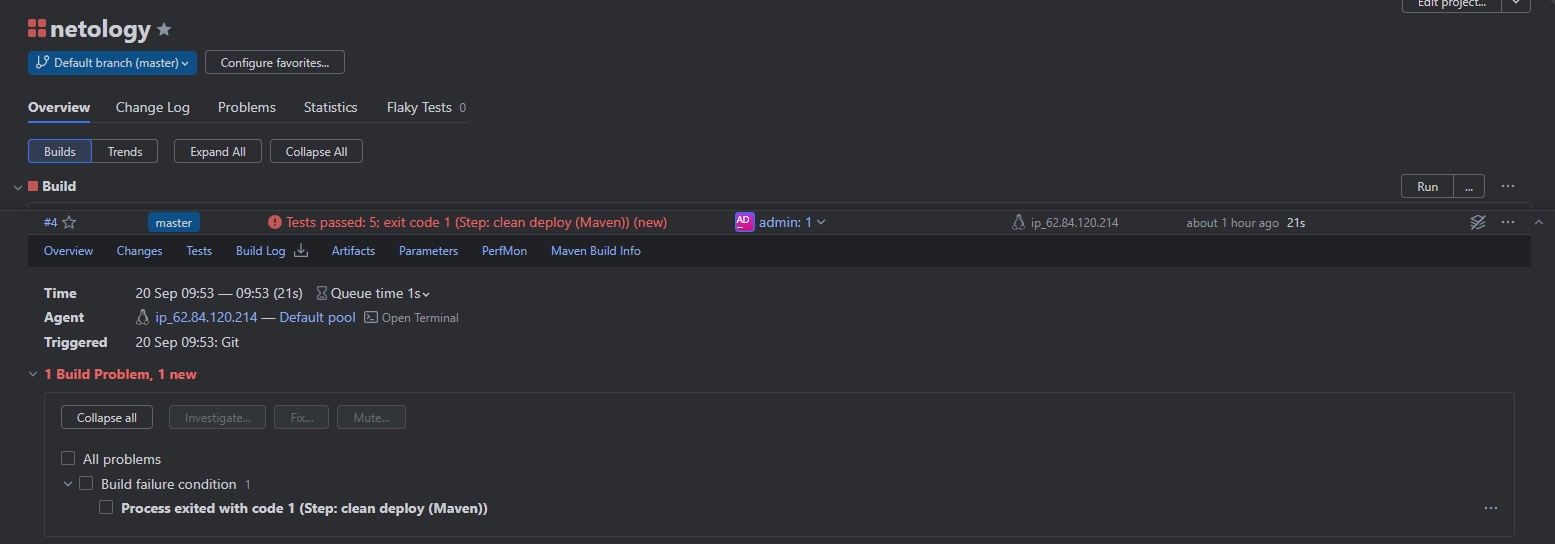 Edit project...
netology
Default branch (master) Configure favorites...
Overview Change Log Problems Statistics Flaky Tests 0
Builds Trends Expand All Collapse All
Build Run ...
#4 master Tests passed: 5; exit code 1 (Step: clean deploy (Maven)) (new) AD admin: 1 ip_62.84.120.214 about 1 hour ago 21s
Overview Changes Tests Build Log Artifacts Parameters PerfMon Maven Build Info
Time 20 Sep 09:53 — 09:53 (21s) Queue time 1s
Agent ip_62.84.120.214 — Default pool Open Terminal
Triggered 20 Sep 09:53: Git
1 Build Problem, 1 new
Collapse all Investigate... Fix... Mute...
All problems
Build failure condition 1
Process exited with code 1 (Step: clean deploy (Maven))